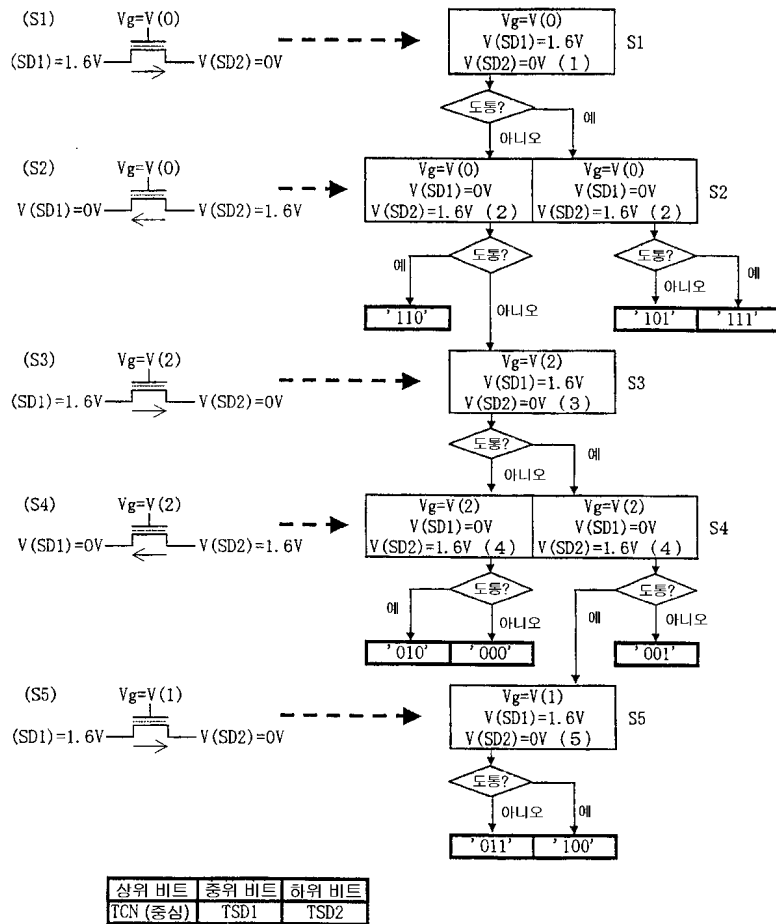 (S1)
Vg=V(0)
(SD1)=1.6V
V(SD2)=0V
Vg=V(0)
V(SD1)=1.6V
V(SD2)=0V (1)
S1
도통?
아니오
예
(S2)
Vg=V(0)
V(SD1)=0V
V(SD2)=1.6V
Vg=V(0)
V(SD1)=0V
V(SD2)=1.6V (2)
Vg=V(0)
V(SD1)=0V
V(SD2)=1.6V (2)
S2
도통?
예
아니오
도통?
아니오
예
'110'
'101'
'111'
(S3)
Vg=V(2)
(SD1)=1.6V
V(SD2)=0V
Vg=V(2)
V(SD1)=1.6V
V(SD2)=0V (3)
S3
도통?
아니오
예
(S4)
Vg=V(2)
V(SD1)=0V
V(SD2)=1.6V
Vg=V(2)
V(SD1)=0V
V(SD2)=1.6V (4)
Vg=V(2)
V(SD1)=0V
V(SD2)=1.6V (4)
S4
도통?
예
아니오
도통?
예
아니오
'010'
'000'
'001'
(S5)
Vg=V(1)
(SD1)=1.6V
V(SD2)=0V
Vg=V(1)
V(SD1)=1.6V
V(SD2)=0V (5)
S5
도통?
아니오
예
'011'
'100'
상위 비트 중위 비트 하위 비트
TCN (중심) TSD1 TSD2